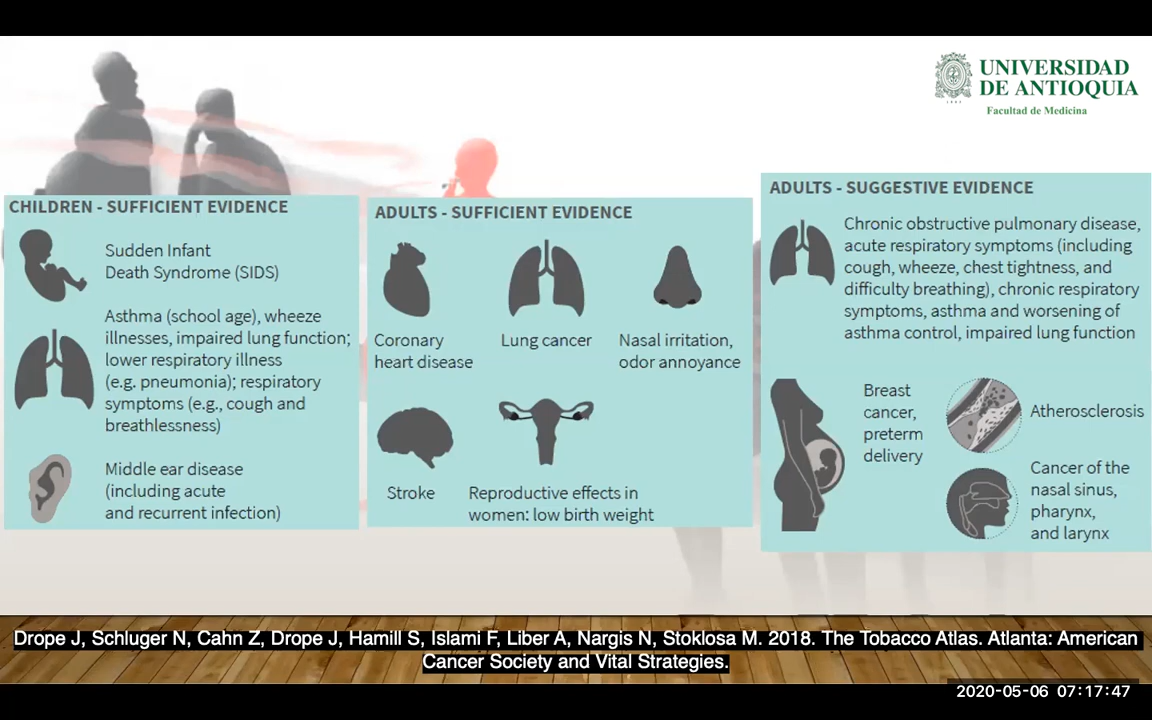 UNIVERSIDAD
DE ANTIOQUIA
Facultad de Medicina
CHILDREN - SUFFICIENT EVIDENCE
Sudden Infant
Death Syndrome (SIDS)
Asthma (school age), wheeze
illnesses, impaired lung function;
lower respiratory illness
(e.g. pneumonia); respiratory
symptoms (e.g., cough and
breathlessness)
Middle ear disease
(including acute
and recurrent infection)
ADULTS - SUFFICIENT EVIDENCE
Coronary
heart disease
Lung cancer
Nasal irritation,
odor annoyance
Stroke
Reproductive effects in
women: low birth weight
ADULTS - SUGGESTIVE EVIDENCE
Chronic obstructive pulmonary disease,
acute respiratory symptoms (including
cough, wheeze, chest tightness, and
difficulty breathing), chronic respiratory
symptoms, asthma and worsening of
asthma control, impaired lung function
Breast
cancer,
preterm
delivery
Atherosclerosis
Cancer of the
nasal sinus,
pharynx,
and larynx
Drope J, Schluger N, Cahn Z, Drope J, Hamill S, Islami F, Liber A, Nargis N, Stoklosa M. 2018. The Tobacco Atlas. Atlanta: American
Cancer Society and Vital Strategies.
2020-05-06 07:17:47